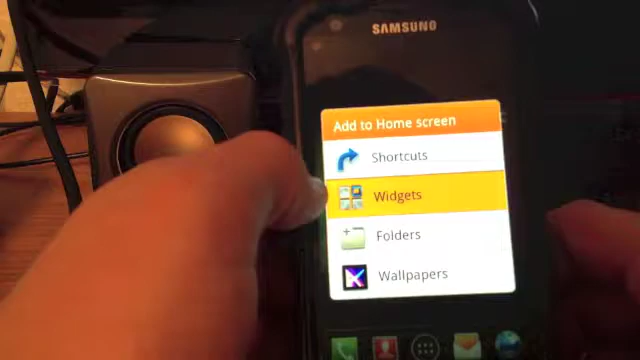 SAMSUNG
Add to Home screen
Shortcuts
Widgets
Folders
Wallpapers